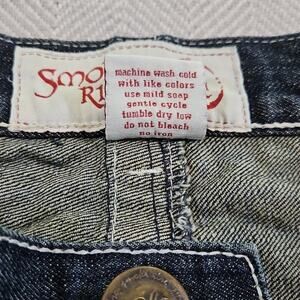 Smo
R
machine wash cold
with like colors
use mild soap
gentle cycle
tumble dry low
do not bleach
no iron